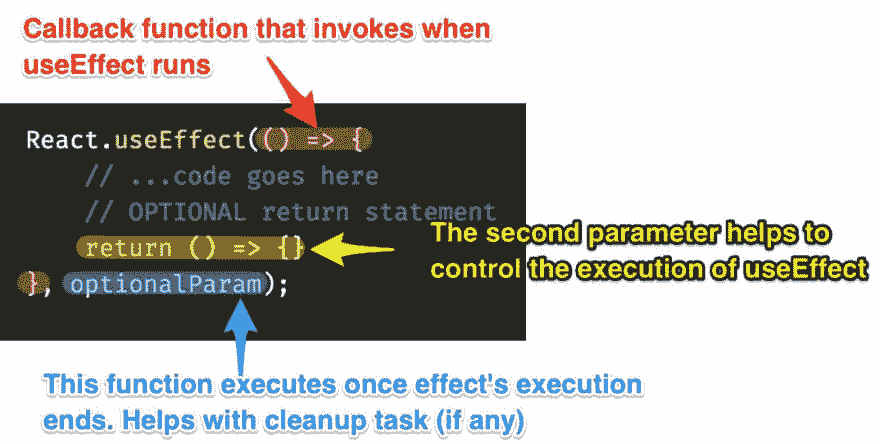 Callback function that invokes when
useEffect runs
React.useEffect(() => {
// ...code goes here
// OPTIONAL return statement
return () => {}
The second parameter helps to
control the execution of useEffect
}, optionalParam);
This function executes once effect's execution
ends. Helps with cleanup task (if any)